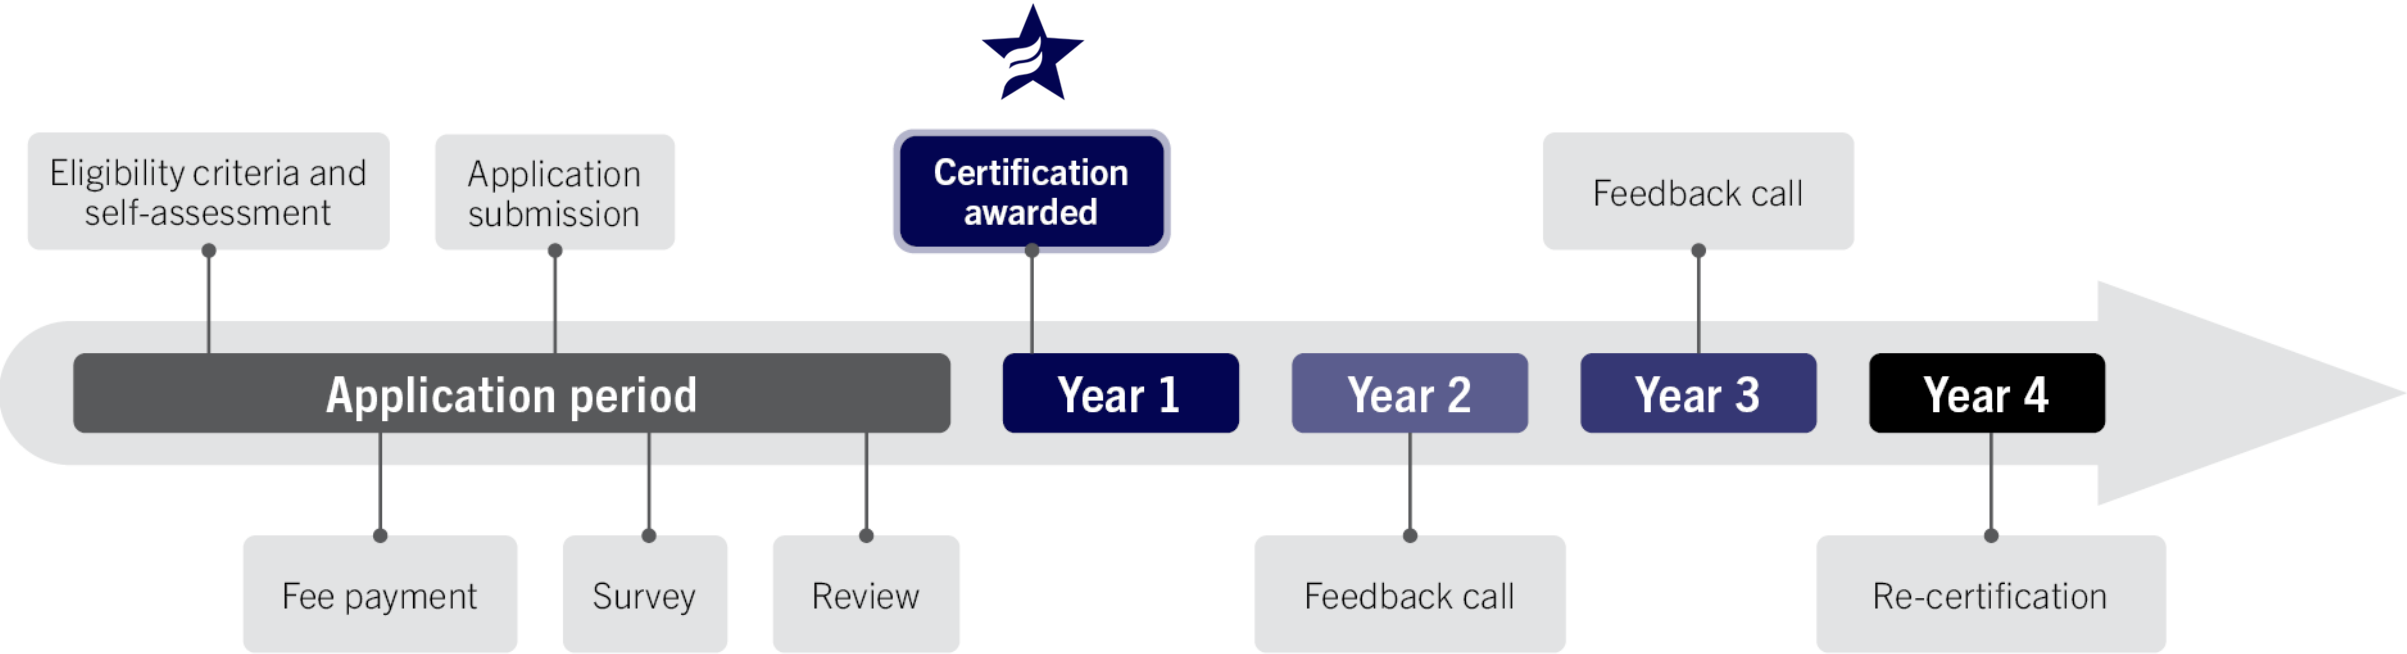 Eligibility criteria and
self-assessment
Application
submission
Certification
awarded
Feedback call
Application period
Year 1
Year 2
Year 3
Year 4
Fee payment
Survey
Review
Feedback call
Re-certification